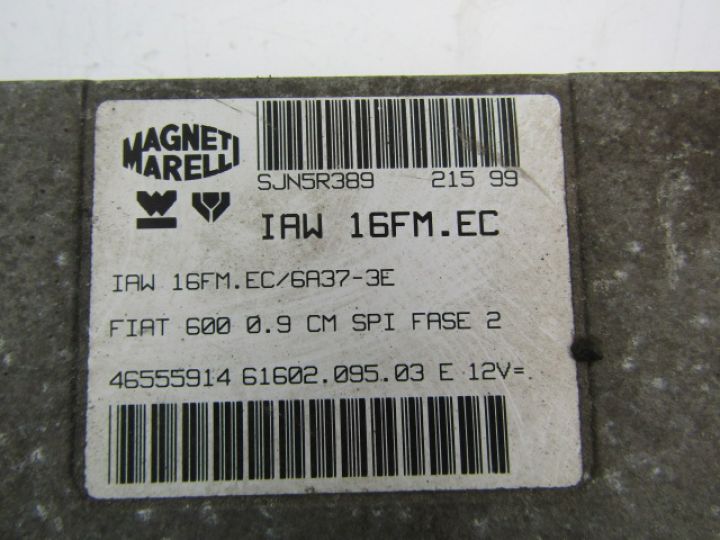 MAGNETI
MARELLI
SJN5R389 215 99
IAW 16FM.EC
IAW 16FM.EC/6A37-3E
FIAT 600 0.9 CM SPI FASE 2
46555914 61602.095.03 E 12V=